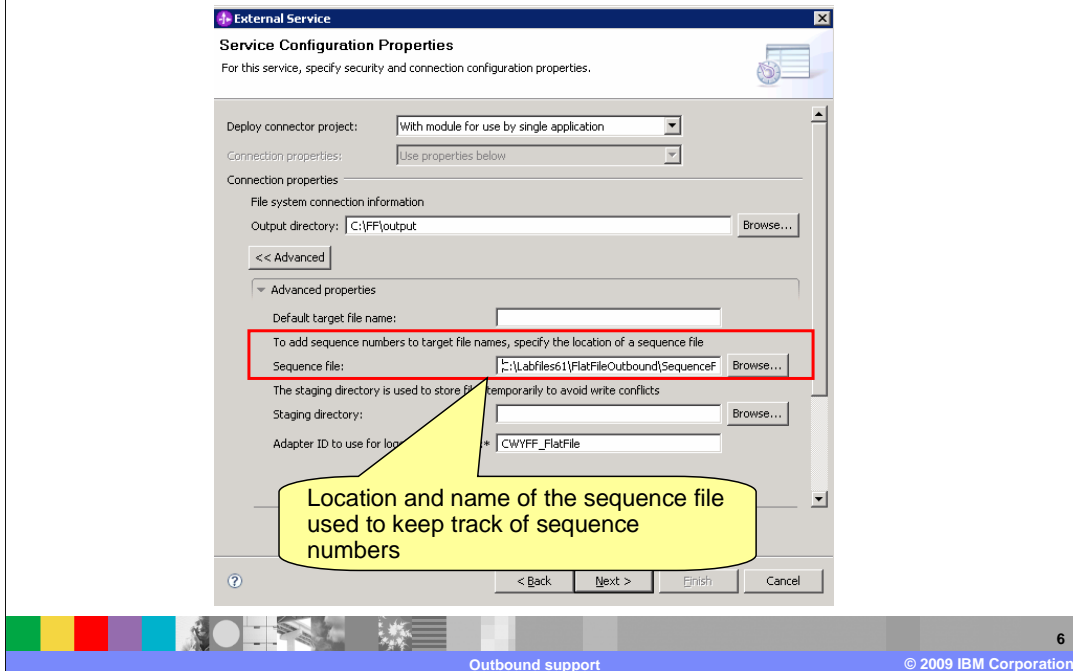 External Service
Service Configuration Properties
For this service, specify security and connection configuration properties.
Deploy connector project: With module for use by single application
Connection properties: Use properties below
Connection properties
File system connection information
Output directory: C:\FF\output Browse...
<< Advanced
Advanced properties
Default target file name:
To add sequence numbers to target file names, specify the location of a sequence file
Sequence file: C:\Labfiles61\FlatFileOutbound\SequenceF Browse...
The staging directory is used to store temporarily to avoid write conflicts
Staging directory: Browse...
Adapter ID to use for * CWYFF_FlatFile
Location and name of the sequence file
used to keep track of sequence
numbers
< Back Next > Finish Cancel
6
Outbound support © 2009 IBM Corporation